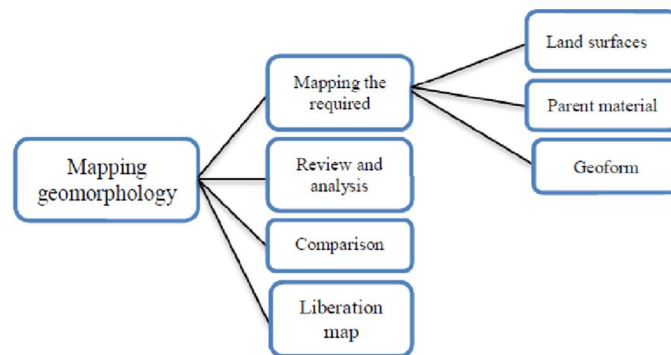 Mapping
geomorphology
Mapping the
required
Review and
analysis
Comparison
Liberation
map
Land surfaces
Parent material
Geoform